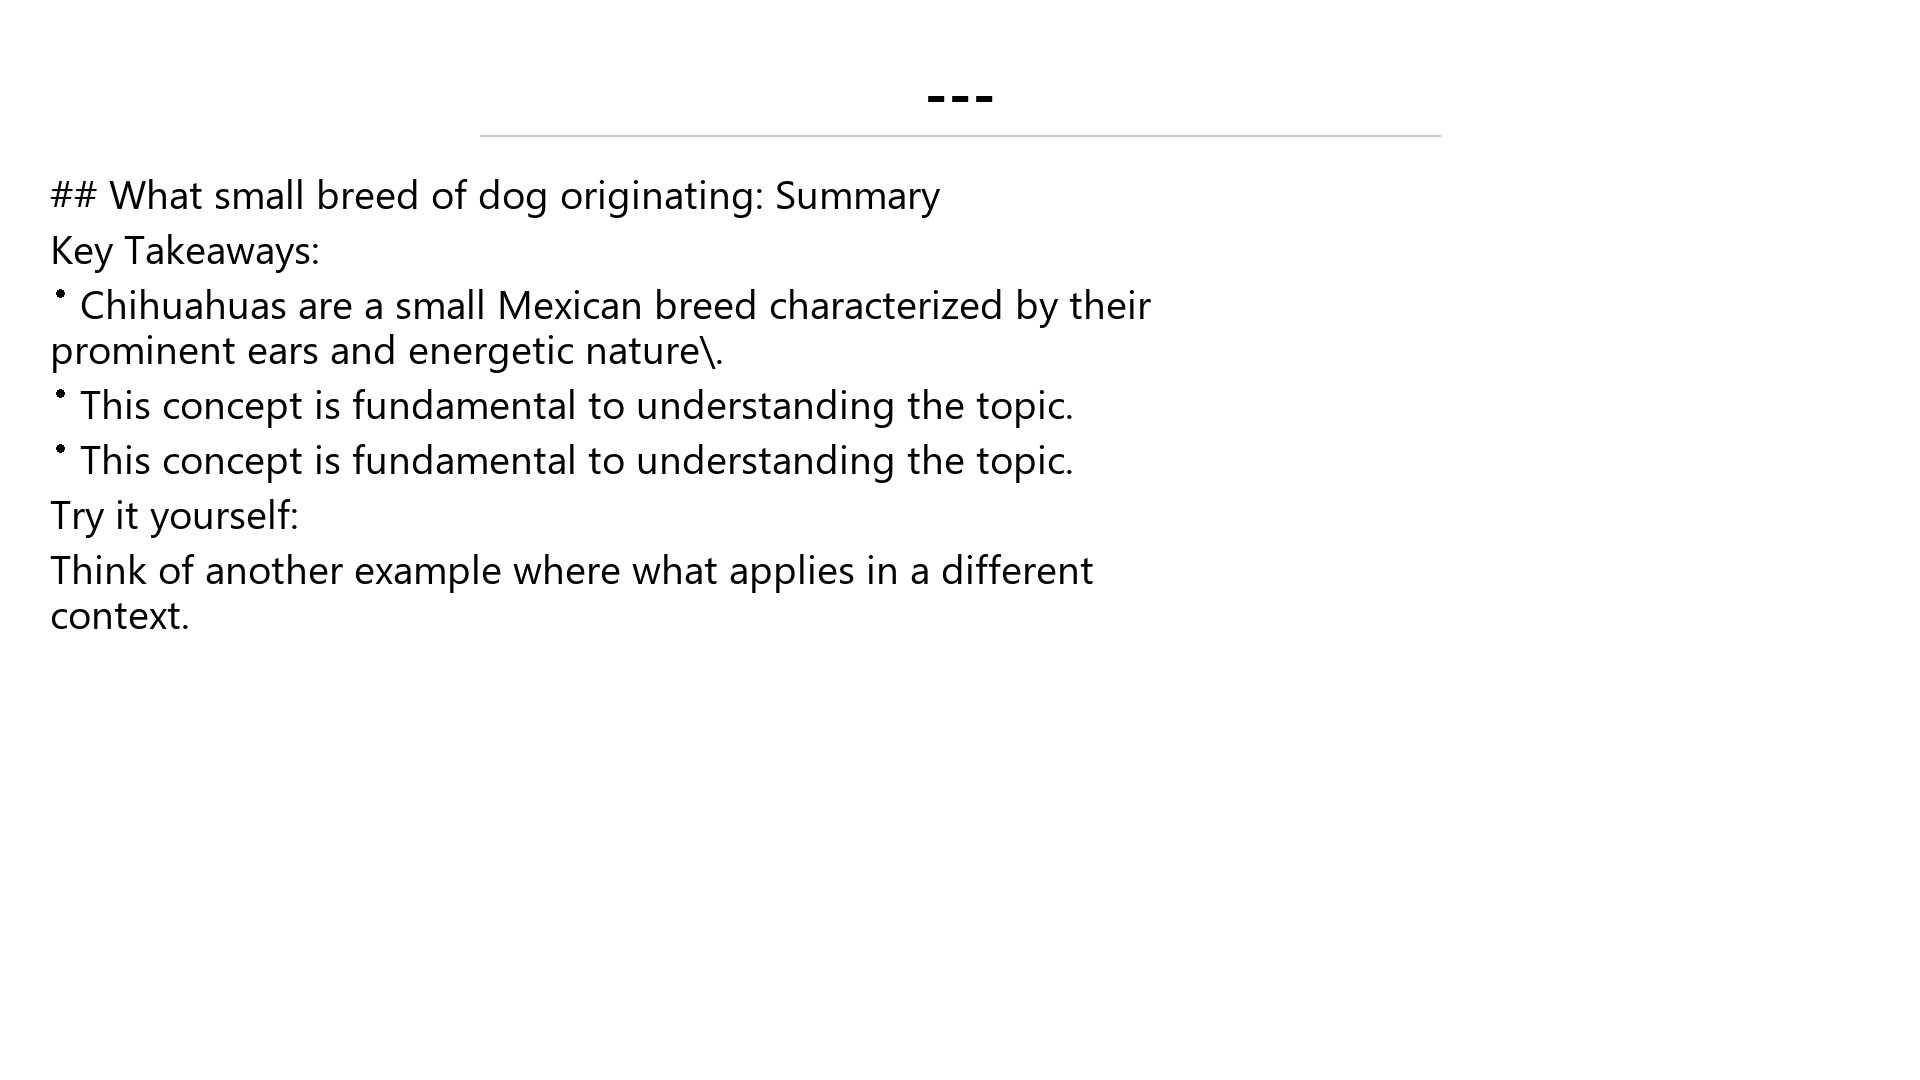 ---
## What small breed of dog originating: Summary
Key Takeaways:
• Chihuahuas are a small Mexican breed characterized by their
prominent ears and energetic nature\.
• This concept is fundamental to understanding the topic.
• This concept is fundamental to understanding the topic.
Try it yourself:
Think of another example where what applies in a different
context.